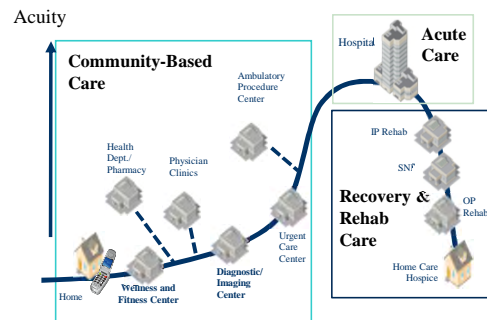 Acuity
Community-Based
Care
Hospital
Acute
Care
Ambulatory
Procedure
Center
Health
Dept./
Pharmacy
Physician
Clinics
IP Rehab
SNF
Recovery &
Rehab
Care
OP
Rehab
Urgent
Care
Center
Home
Wellness and
Fitness Center
Diagnostic/
Imaging
Center
Home Care
Hospice